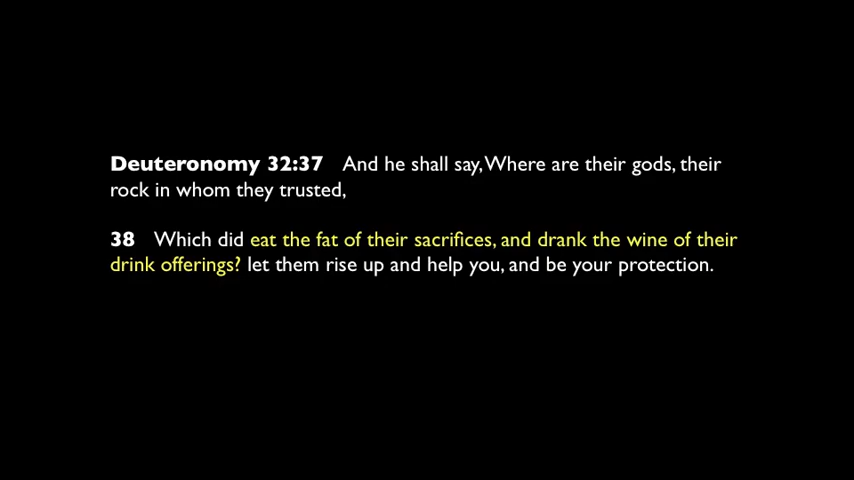 Deuteronomy 32:37 And he shall say, Where are their gods, their
rock in whom they trusted,
38 Which did eat the fat of their sacrifices, and drank the wine of their
drink offerings? let them rise up and help you, and be your protection.